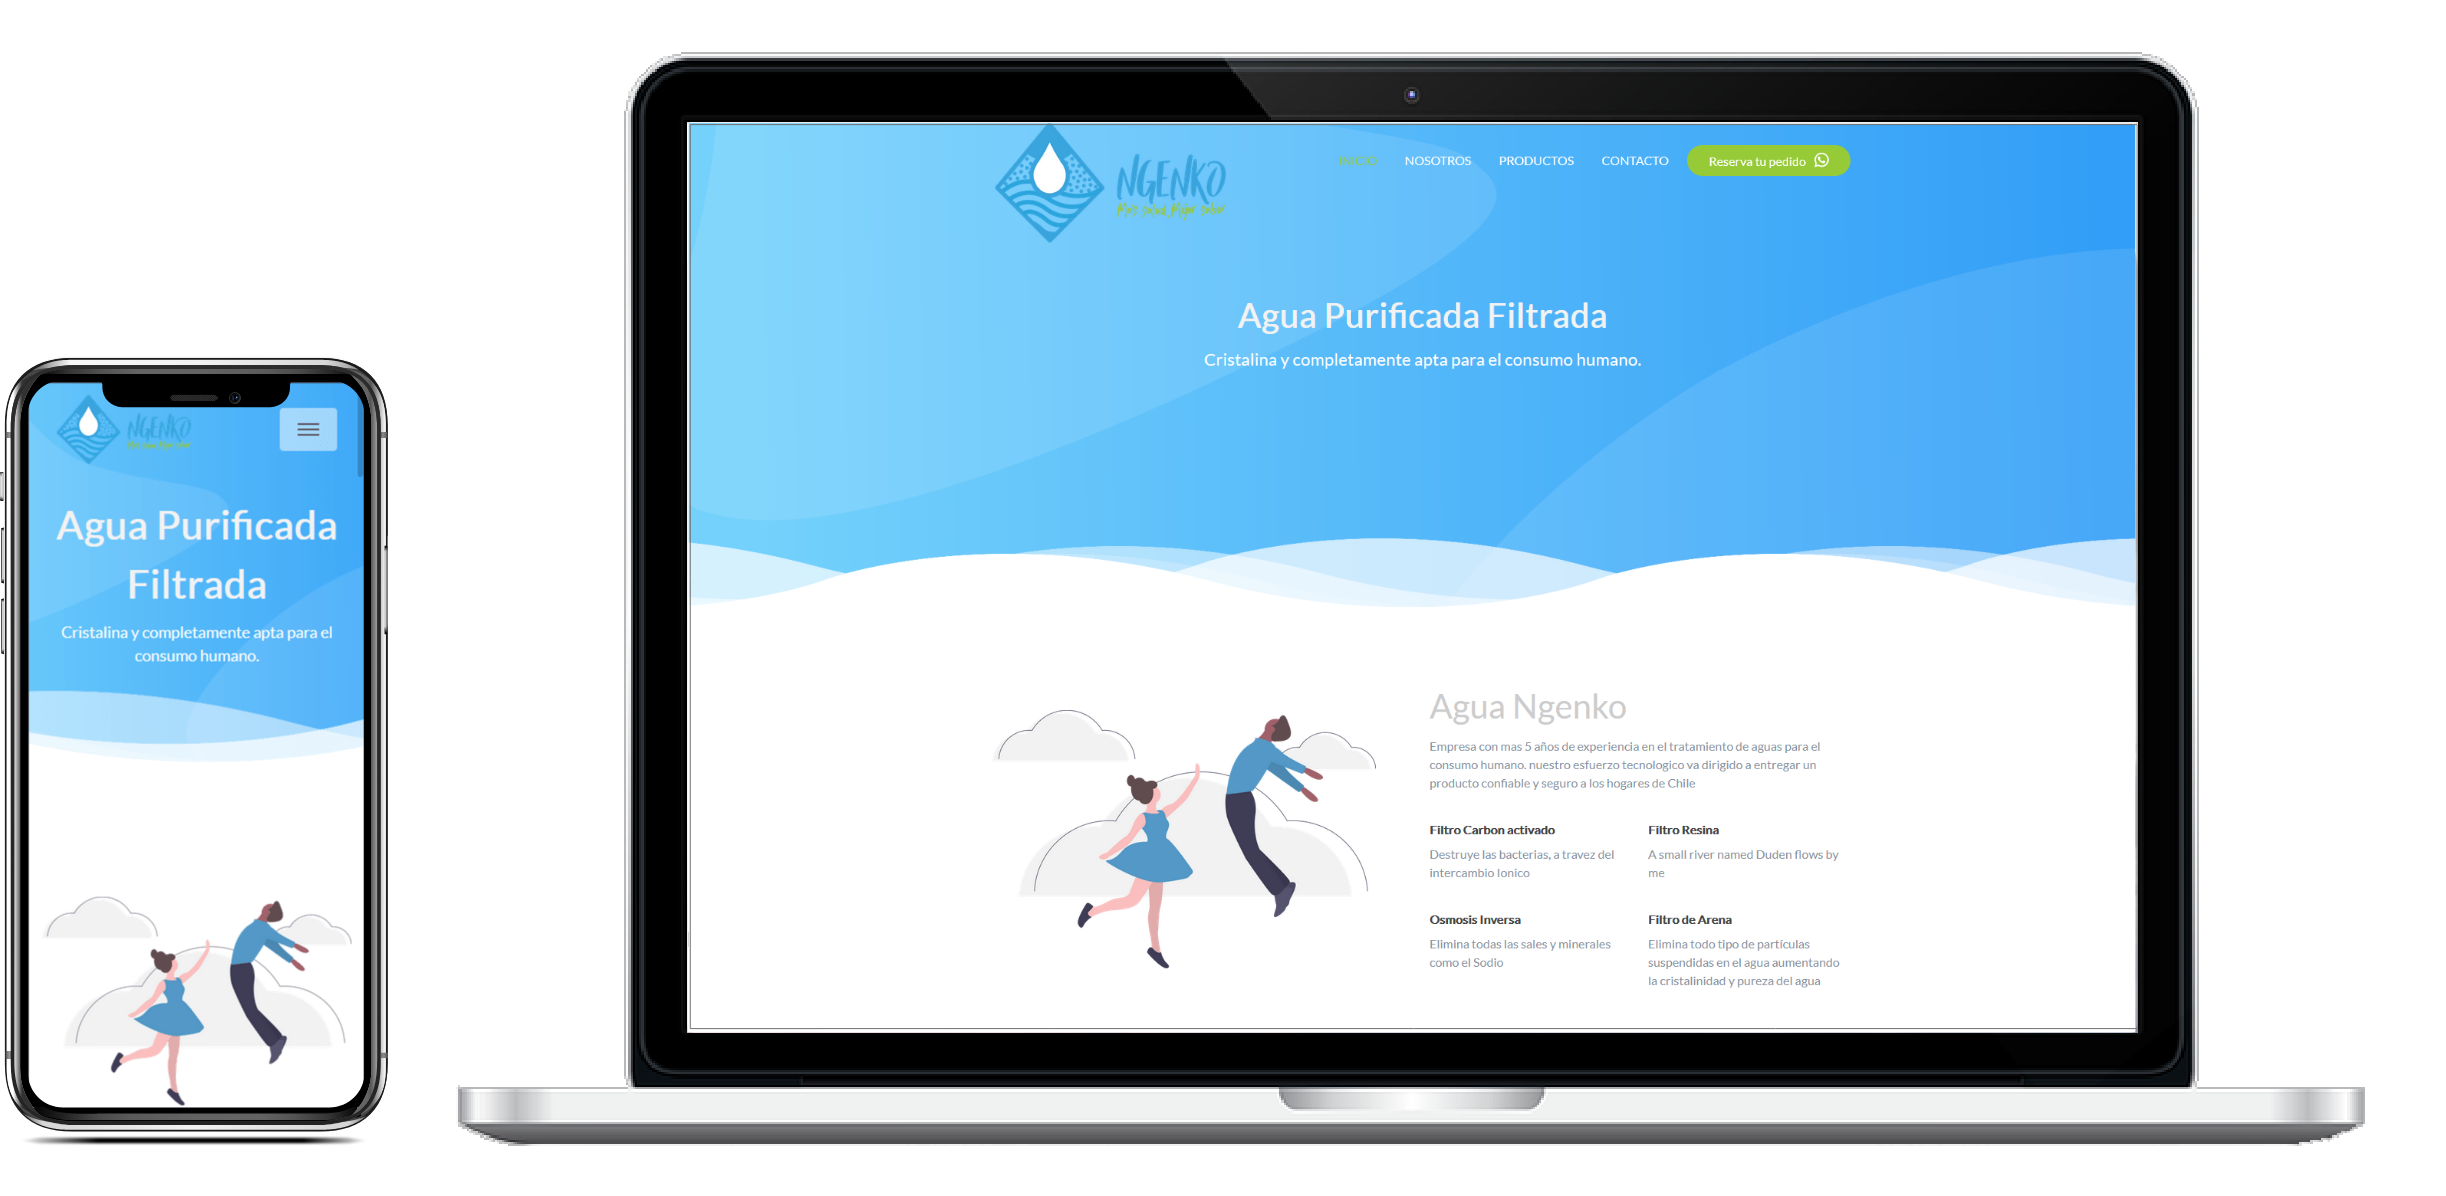 NGENKO
Agua Purificada
Filtrada
Cristalina y completamente apta para el
consumo humano.
NGENKO
Mas salud, Mejor sabor
INICIO
NOSOTROS
PRODUCTOS
CONTACTO
Reserva tu pedido
Agua Purificada Filtrada
Cristalina y completamente apta para el consumo humano.
Agua Ngenko
Empresa con mas 5 años de experiencia en el tratamiento de aguas para el
consumo humano. nuestro esfuerzo tecnologico va dirigido a entregar un
producto confiable y seguro a los hogares de Chile
Filtro Carbon activado
Destruye las bacterias, a travez del
intercambio Ionico
Filtro Resina
A small river named Duden flows by
me
Osmosis Inversa
Elimina todas las sales y minerales
como el Sodio
Filtro de Arena
Elimina todo tipo de partículas
suspendidas en el agua aumentando
la cristalinidad y pureza del agua